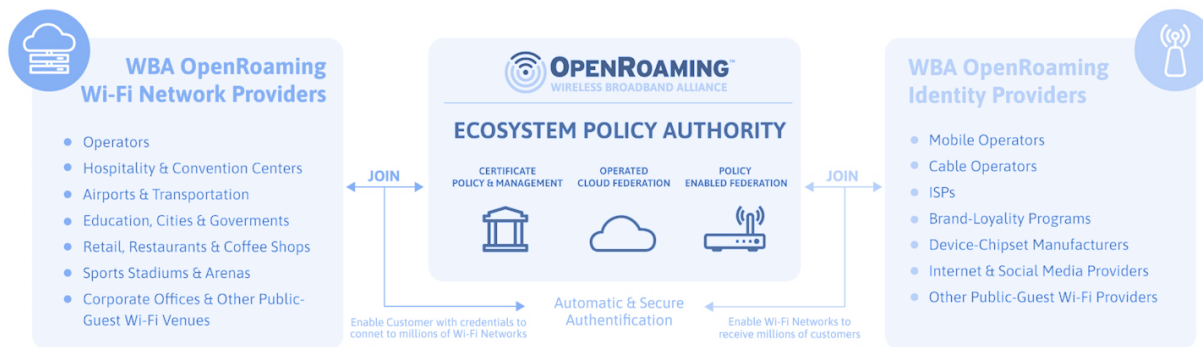 WBA OpenRoaming
Wi-Fi Network Providers
Operators
Hospitality & Convention Centers
Airports & Transportation
Education, Cities & Goverments
Retail, Restaurants & Coffee Shops
Sports Stadiums & Arenas
Corporate Offices & Other Public-
Guest Wi-Fi Venues
JOIN
Enable Customer with credentials to
connet to millions of Wi-Fi Networks
OPENROAMING™
WIRELESS BROADBAND ALLIANCE
ECOSYSTEM POLICY AUTHORITY
CERTIFICATE
POLICY & MANAGEMENT
OPERATED
CLOUD FEDERATION
POLICY
ENABLED FEDERATION
Automatic & Secure
Authentification
JOIN
Enable Wi-Fi Networks to
receive millions of customers
WBA OpenRoaming
Identity Providers
Mobile Operators
Cable Operators
ISPs
Brand-Loyality Programs
Device-Chipset Manufacturers
Internet & Social Media Providers
Other Public-Guest Wi-Fi Providers